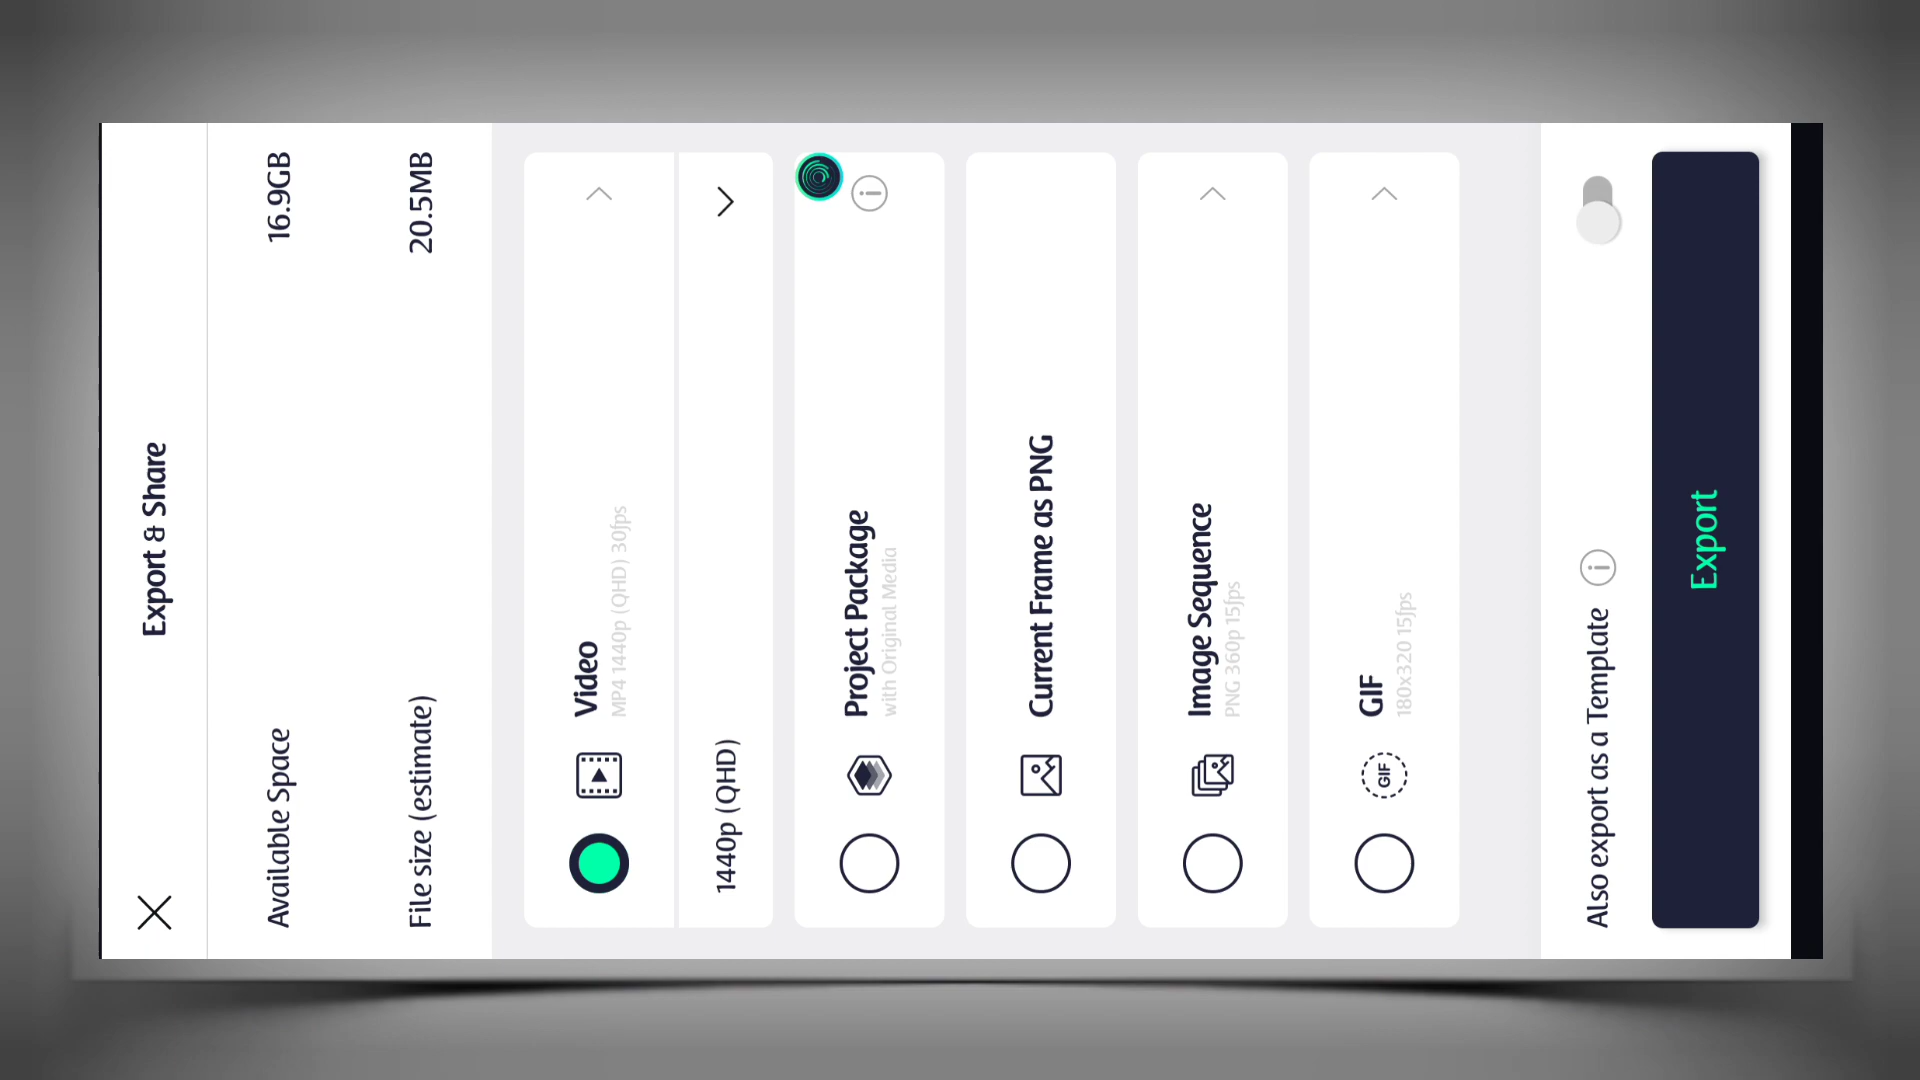 Export & Share
Available Space 16.9GB
File size (estimate) 20.5MB
Video
MP4 1440p (QHD) 30fps
1440p (QHD)
Project Package
with Original Media
Current Frame as PNG
Image Sequence
PNG 360p 15fps
GIF
GIF
180x320 15fps
Also export as a Template
Export